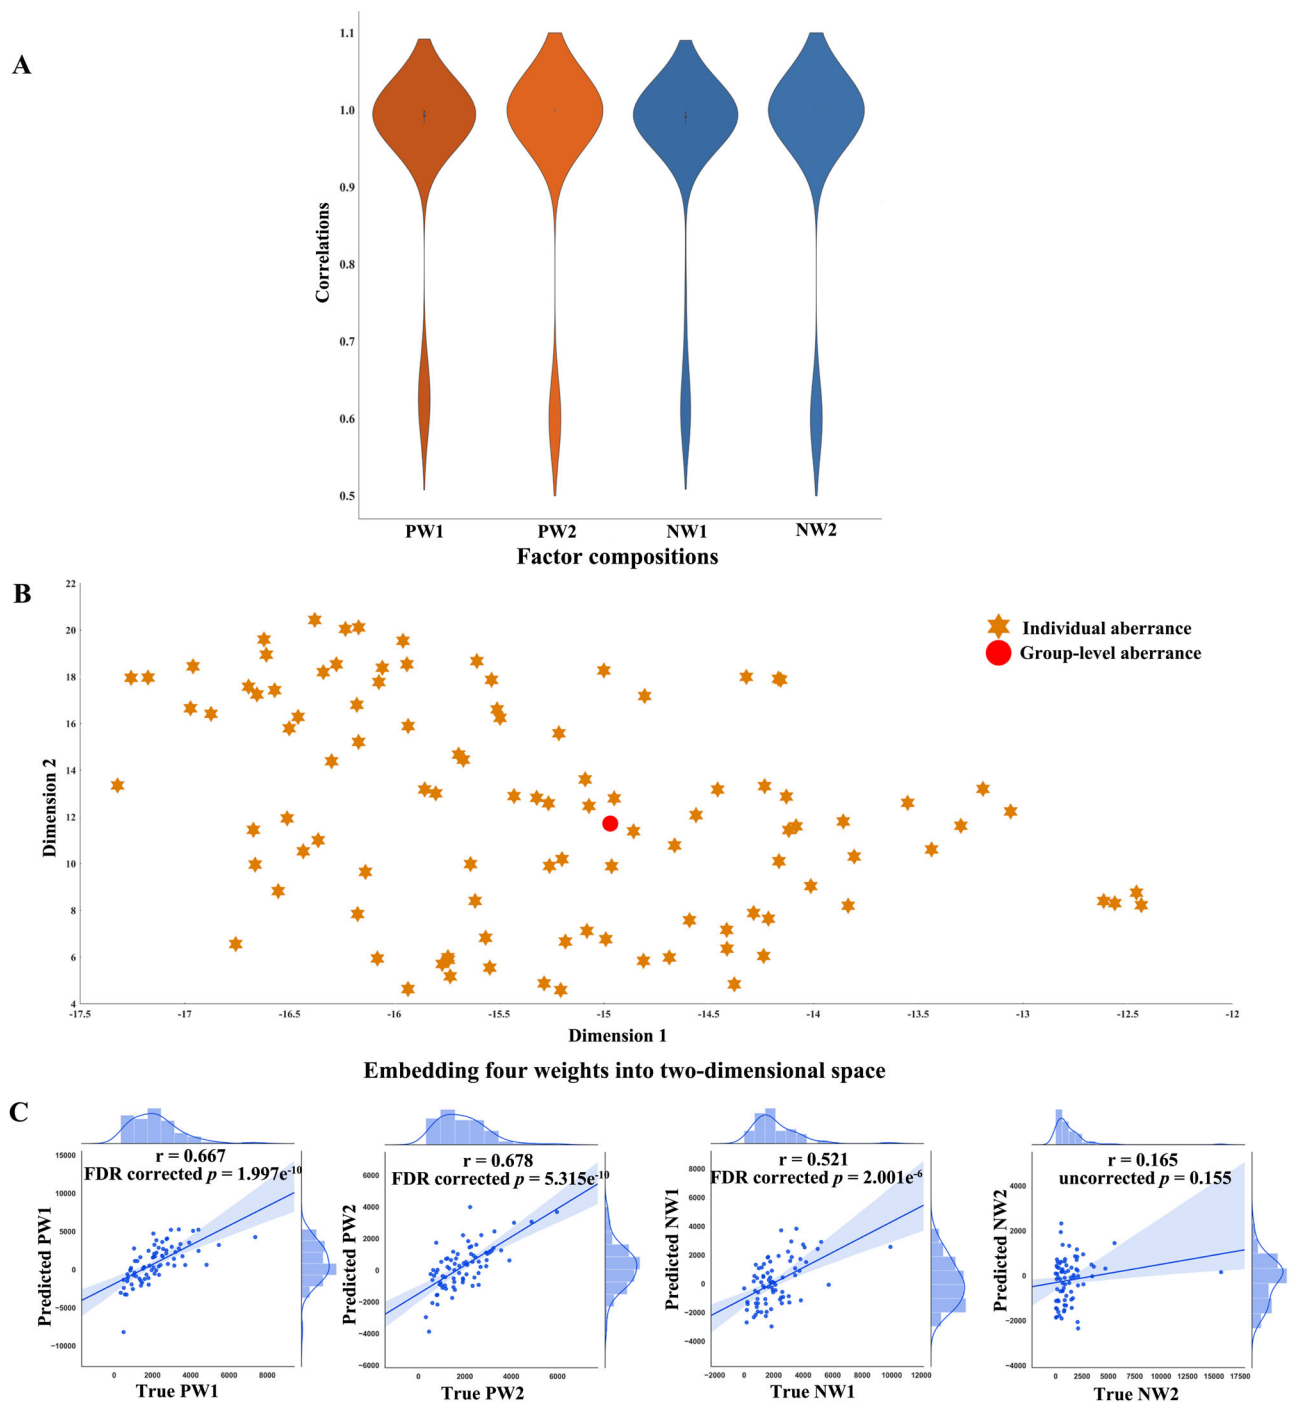 A
1.1
1.0
0.9
0.8
0.7
0.6
0.5
Correlations
PW1 PW2 NW1 NW2
Factor compositions
B
22
20
18
16
14
12
10
8
6
4
Dimension 2
Individual aberrance
Group-level aberrance
-17.5 -17 -16.5 -16 -15.5 -15 -14.5 -14 -13.5 -13 -12.5 -12
Dimension 1
Embedding four weights into two-dimensional space
C
r = 0.667
FDR corrected p = 1.997e-10
15000
10000
5000
0
−5000
−10000
Predicted PW1
0 2000 4000 6000 8000
True PW1
r = 0.678
FDR corrected p = 5.315e-10
6000
4000
2000
0
−2000
−4000
−6000
Predicted PW2
0 2000 4000 6000
True PW2
r = 0.521
FDR corrected p = 2.001e-6
8000
6000
4000
2000
0
−2000
−4000
Predicted NW1
−2000 0 2000 4000 6000 8000 10000 12000
True NW1
r = 0.165
uncorrected p = 0.155
4000
2000
0
−2000
−4000
Predicted NW2
0 2500 5000 7500 10000 12500 15000 17500
True NW2